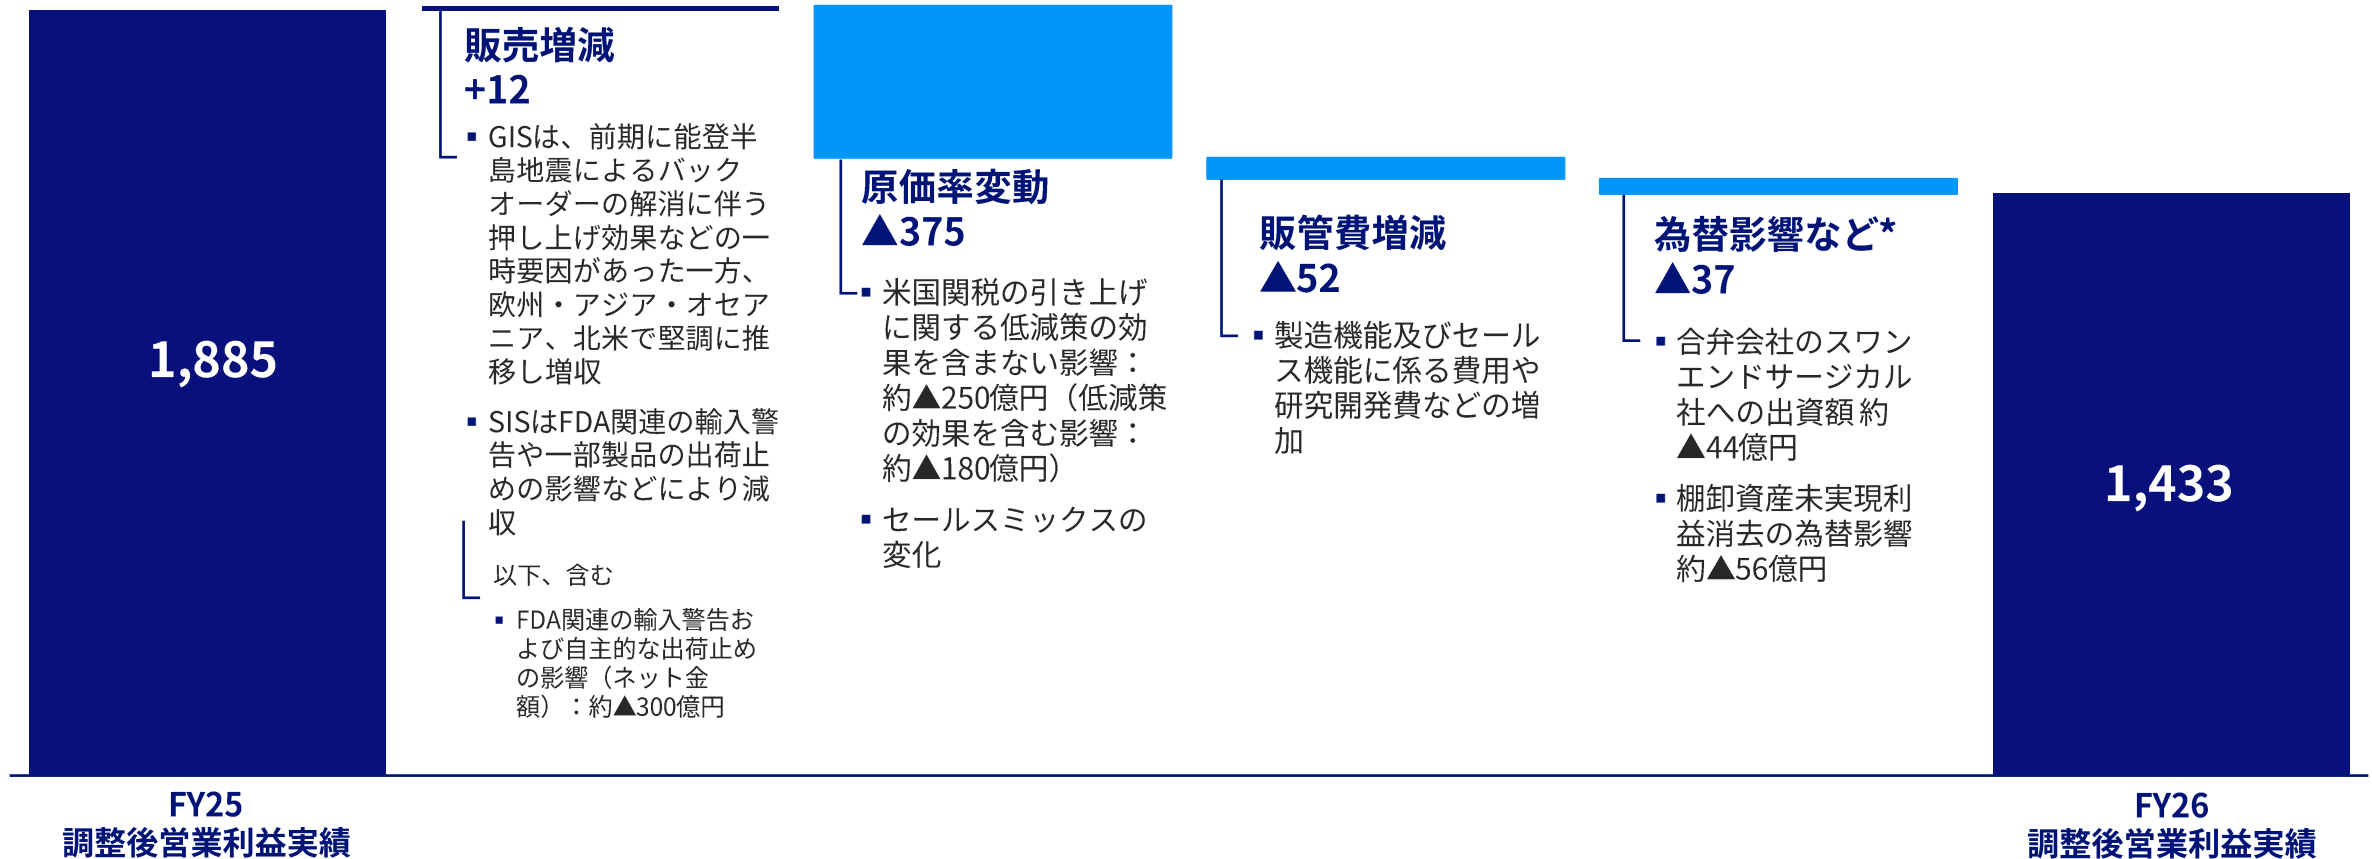 1,885
FY25
調整後営業利益実績
販売増減
+12
▪ GISは、前期に能登半
島地震によるバック
オーダーの解消に伴う
押し上げ効果などの一
時要因があった一方、
欧州・アジア・オセア
ニア、北米で堅調に推
移し増収
▪ SISはFDA関連の輸入警
告や一部製品の出荷止
めの影響などにより減
収
以下、含む
▪ FDA関連の輸入警告お
よび自主的な出荷止め
の影響（ネット金
額）：約▲300億円
原価率変動
▲375
▪ 米国関税の引き上げ
に関する低減策の効
果を含まない影響：
約▲250億円（低減策
の効果を含む影響：
約▲180億円）
▪ セールスミックスの
変化
販管費増減
▲52
▪ 製造機能及びセール
ス機能に係る費用や
研究開発費などの増
加
為替影響など*
▲37
▪ 合弁会社のスワン
エンドサージカル
社への出資額 約
▲44億円
▪ 棚卸資産未実現利
益消去の為替影響
約▲56億円
1,433
FY26
調整後営業利益実績